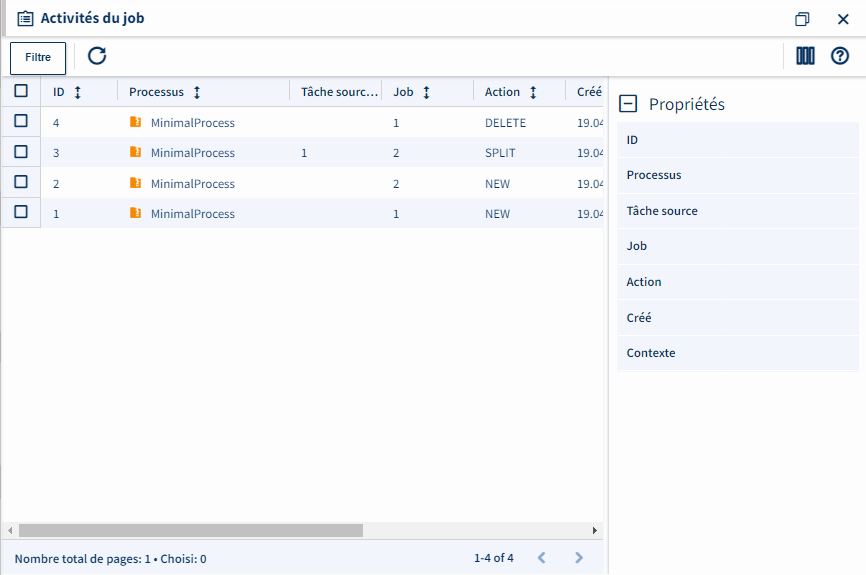 Activités du job
Filtre
ID Processus Tâche sourc... Job Action Créé
4 MinimalProcess 1 DELETE 19.04
3 MinimalProcess 1 2 SPLIT 19.04
2 MinimalProcess 2 NEW 19.04
1 MinimalProcess 1 NEW 19.04
Nombre total de pages: 1 • Choisi: 0 1-4 of 4
Propriétés
ID
Processus
Tâche source
Job
Action
Créé
Contexte